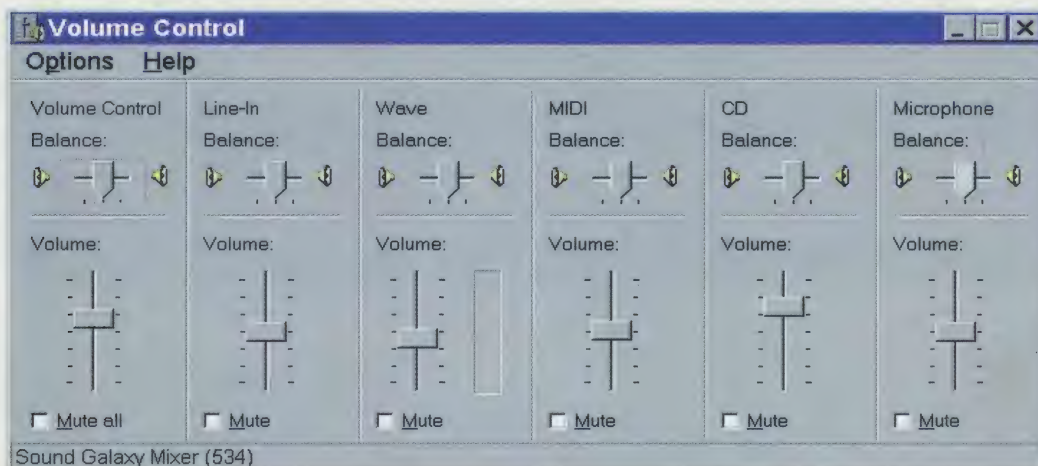 Volume Control
Options Help
Volume Control Line-In Wave MIDI CD Microphone
Balance: Balance: Balance: Balance: Balance: Balance:
Volume: Volume: Volume: Volume: Volume: Volume:
Mute all Mute Mute Mute Mute Mute
Sound Galaxy Mixer (534)